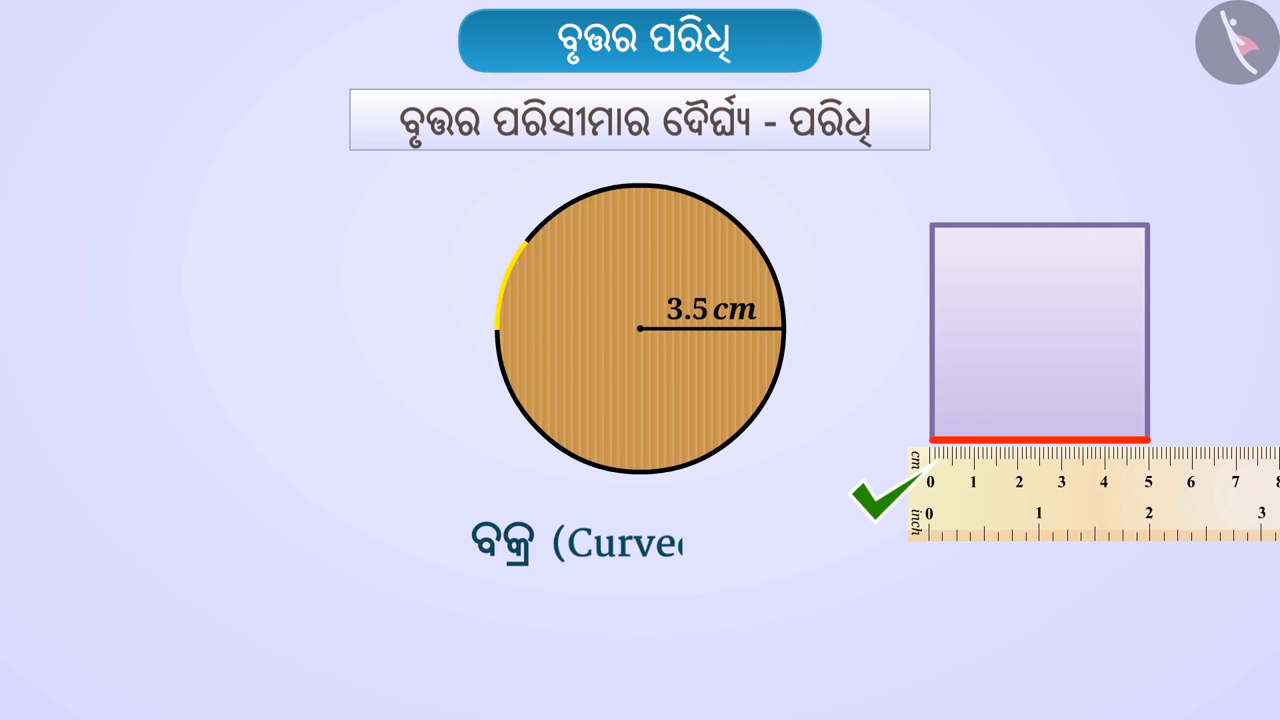 ବୃତ୍ତର ପରିଧି
ବୃତ୍ତର ପରିସୀମାର ଦୈର୍ଘ୍ୟ - ପରିଧି
3.5 cm
cm 0 1 2 3 4 5 6 7 8
inch 0 1 2 3
ବକ୍ର (Curve